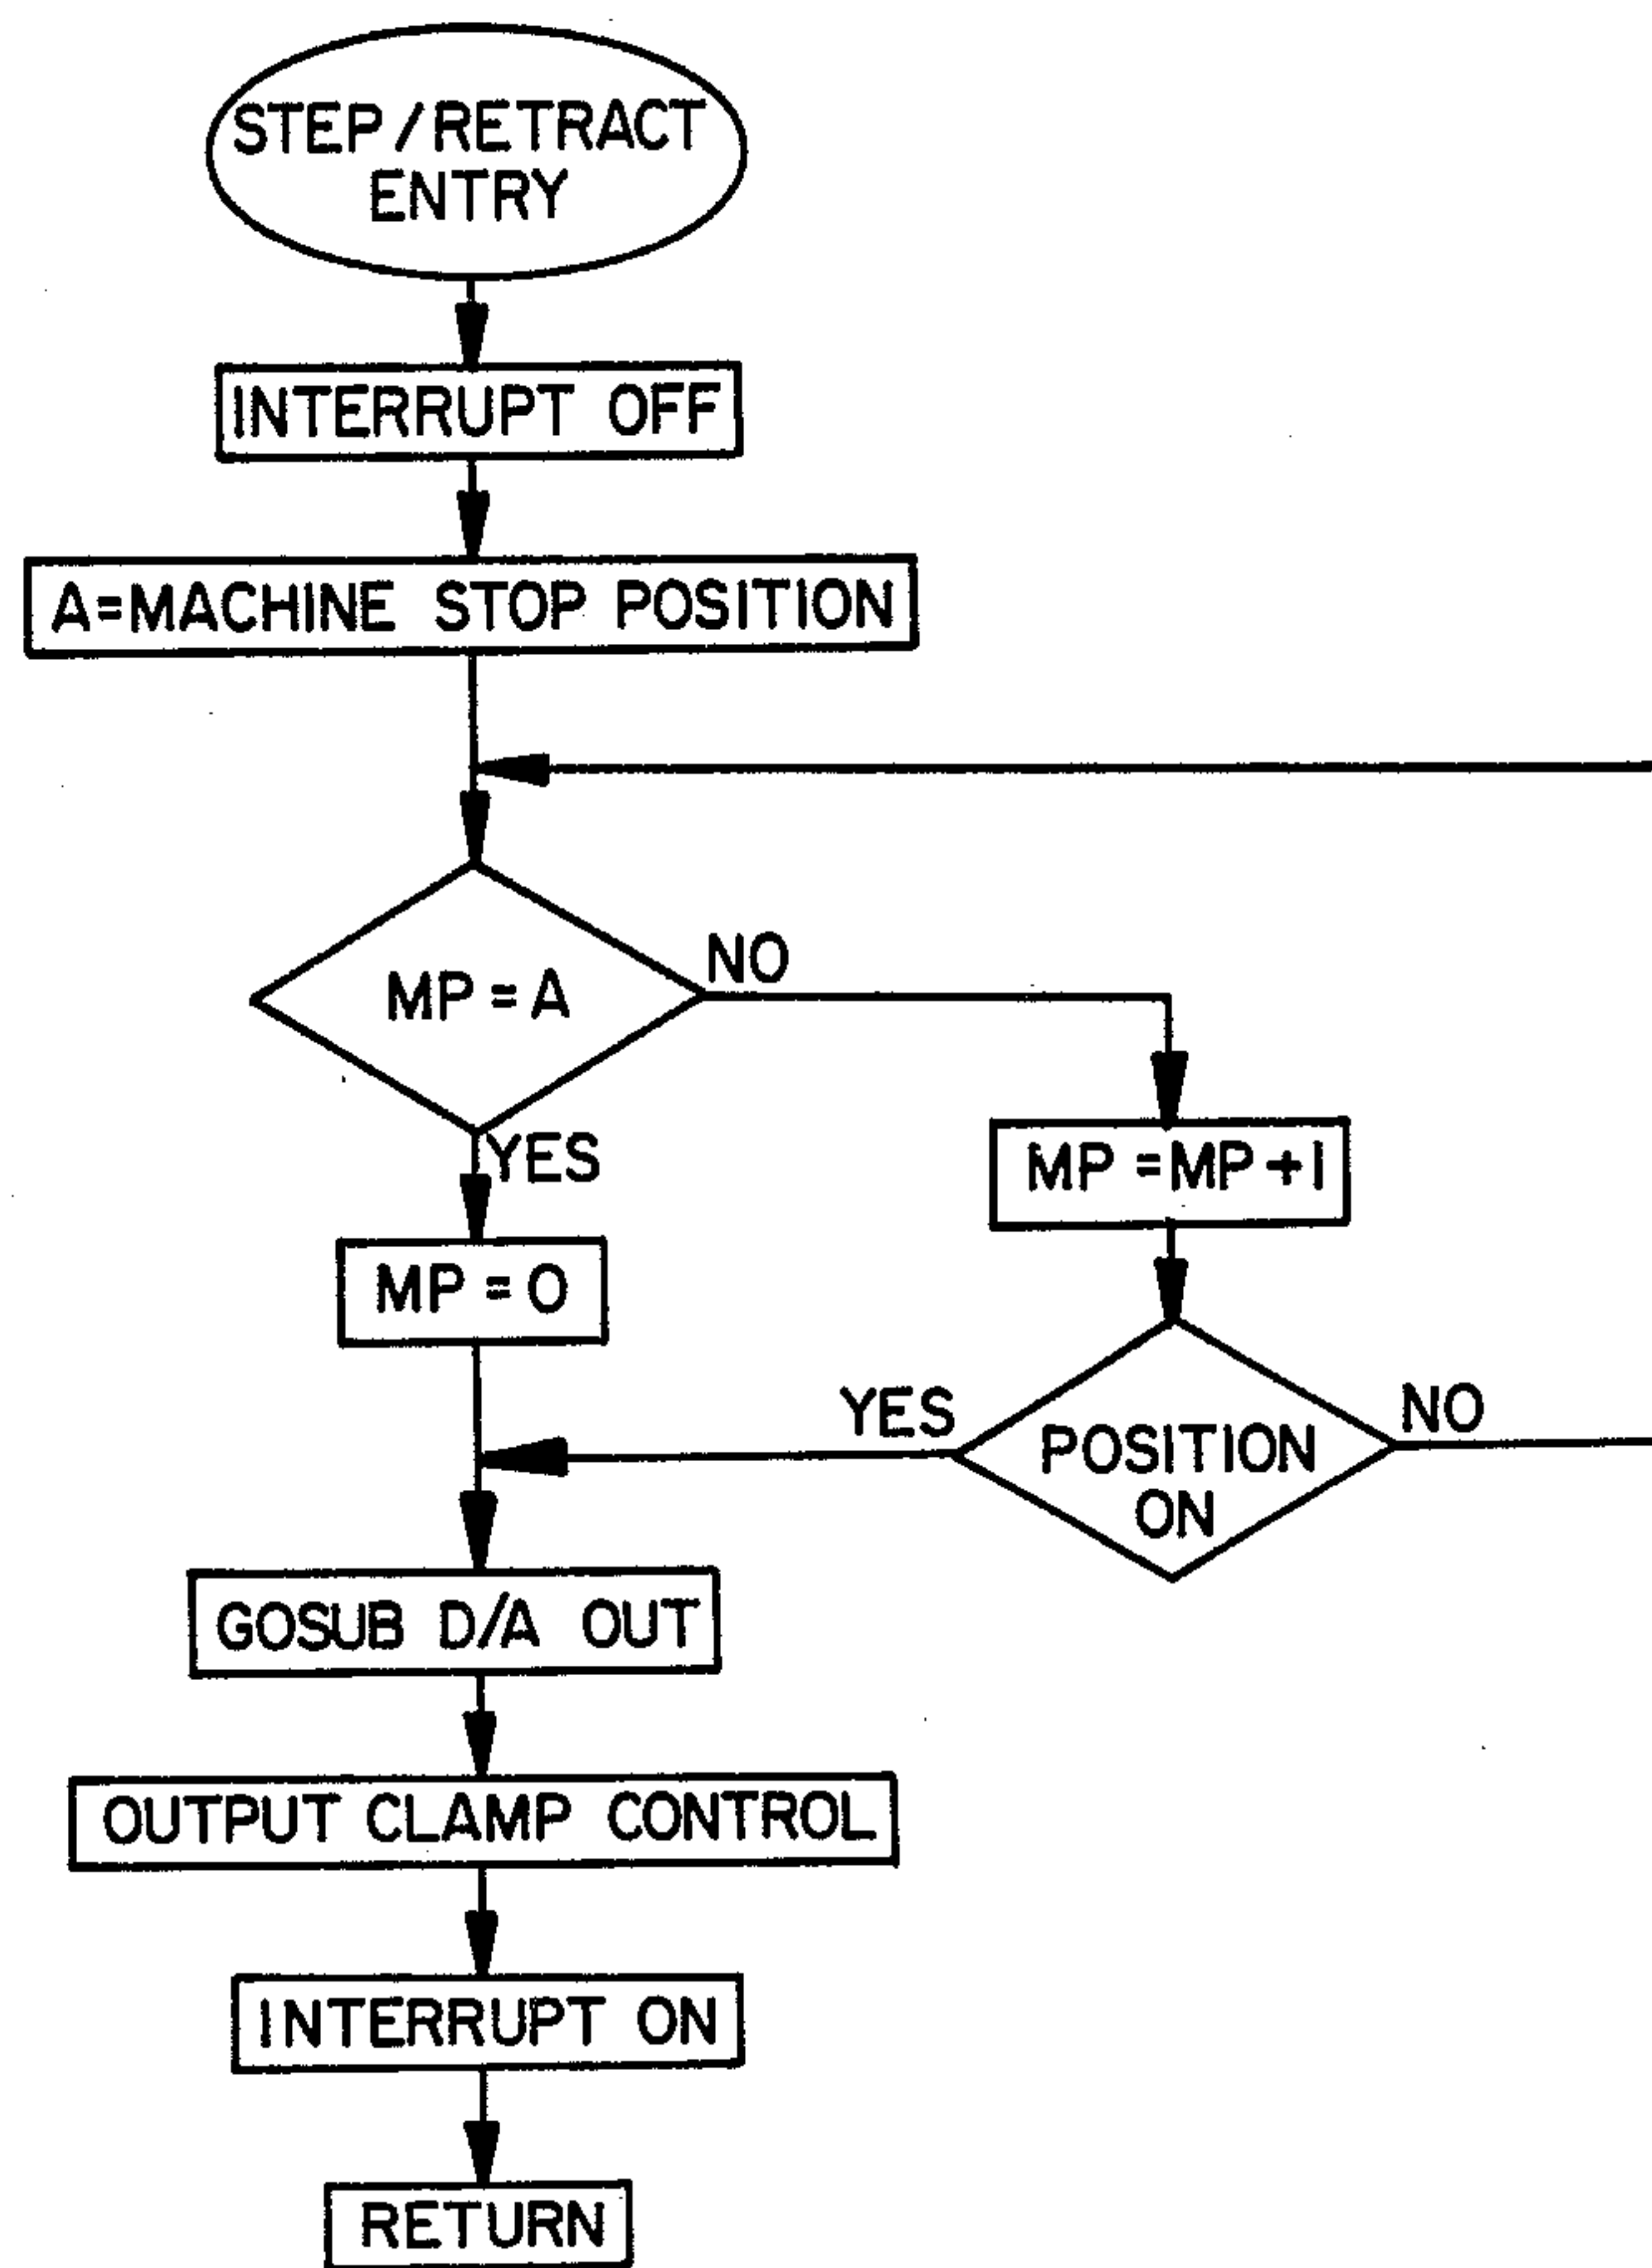 STEP/RETRACT
ENTRY
INTERRUPT OFF
A=MACHINE STOP POSITION
MP=A
NO
YES
MP=MP+1
MP=0
YES
POSITION
ON
NO
GOSUB D/A OUT
OUTPUT CLAMP CONTROL
INTERRUPT ON
RETURN